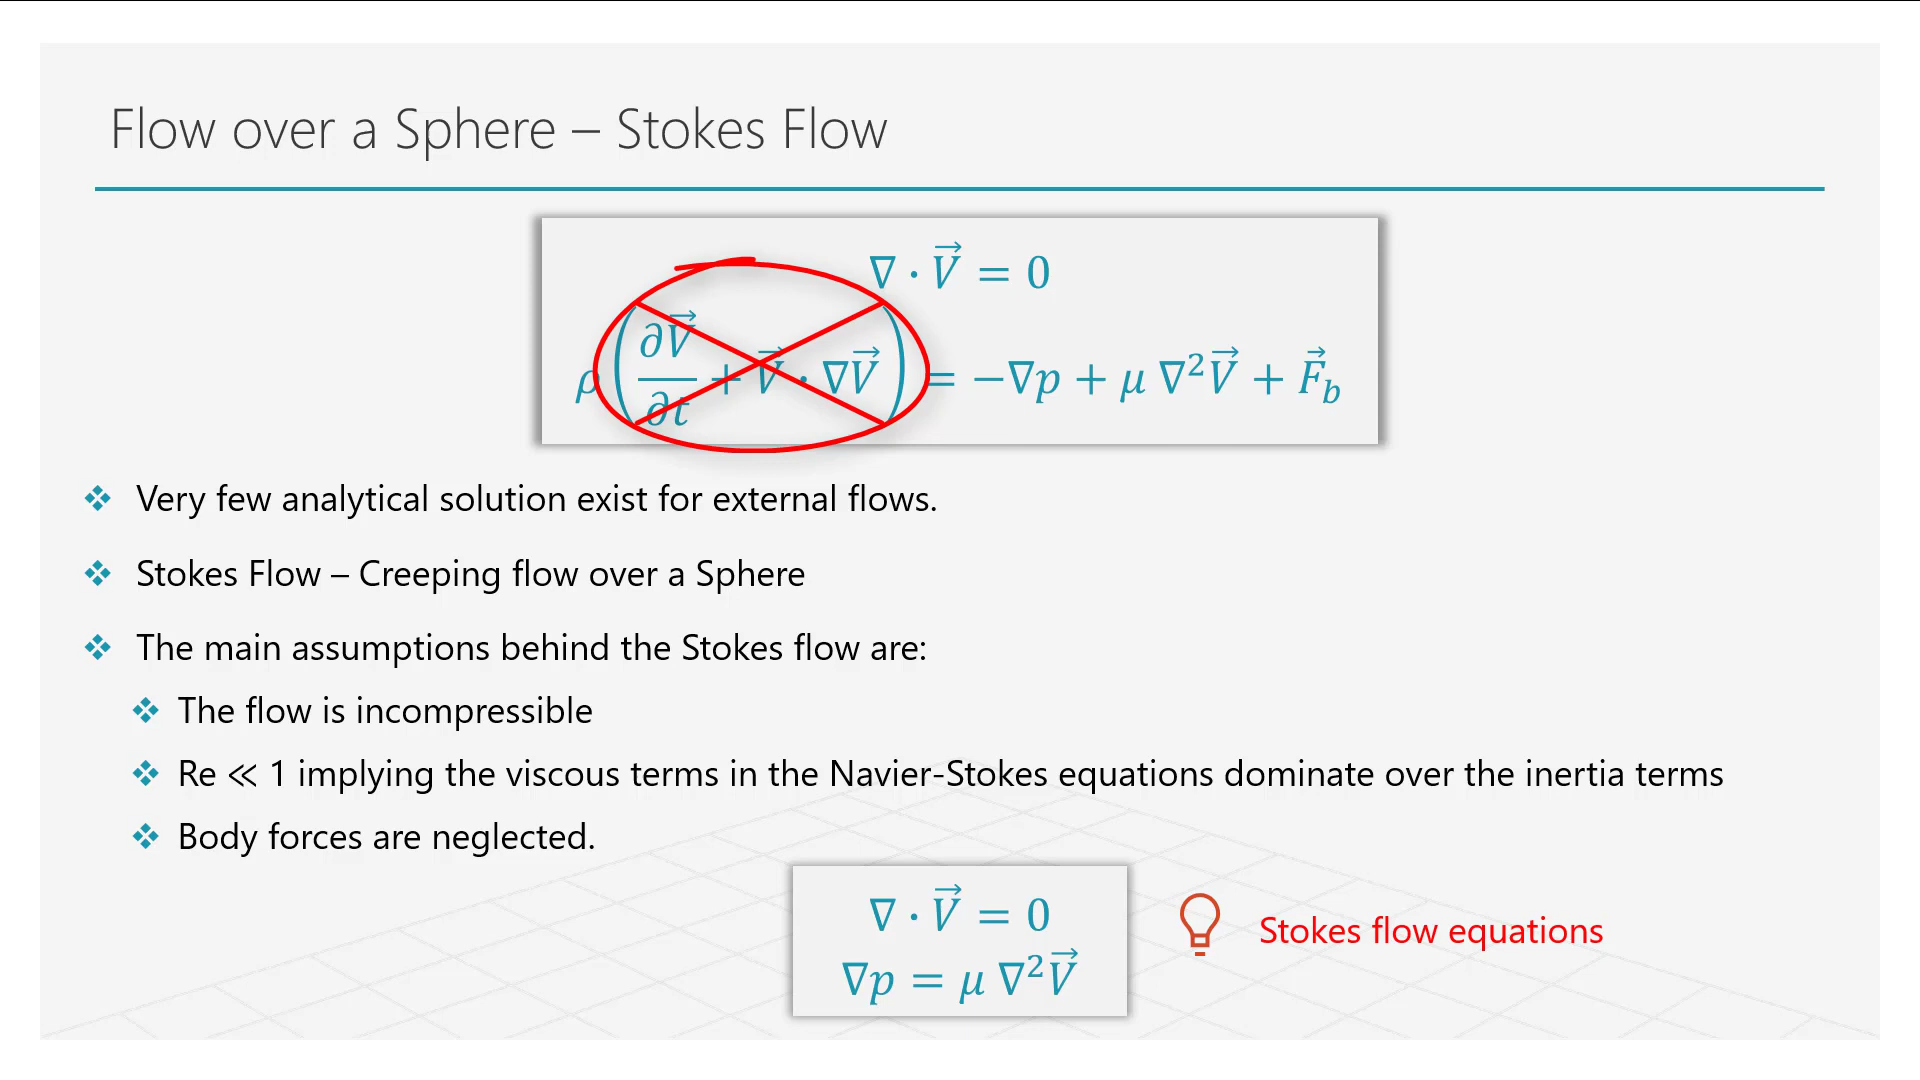 Flow over a Sphere – Stokes Flow
∇ · V⃗ = 0
ρ(∂V⃗/∂t + V⃗ · ∇V⃗) = −∇p + μ ∇²V⃗ + F⃗_b
Very few analytical solution exist for external flows.
Stokes Flow – Creeping flow over a Sphere
The main assumptions behind the Stokes flow are:
The flow is incompressible
Re ≪ 1 implying the viscous terms in the Navier-Stokes equations dominate over the inertia terms
Body forces are neglected.
∇ · V⃗ = 0
∇p = μ ∇²V⃗
Stokes flow equations